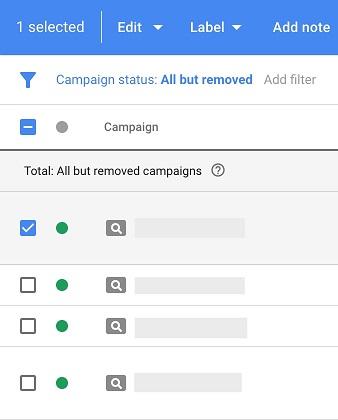 1 selected Edit Label Add note
Campaign status: All but removed Add filter
Campaign
Total: All but removed campaigns